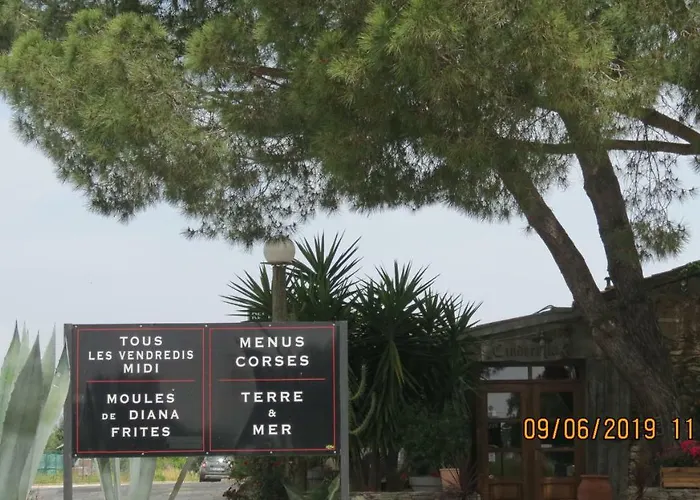 TOUS
LES VENDREDIS
MIDI
MOULES
DE DIANA
FRITES
MENUS
CORSES
TERRE
&
MER
09/06/2019 11